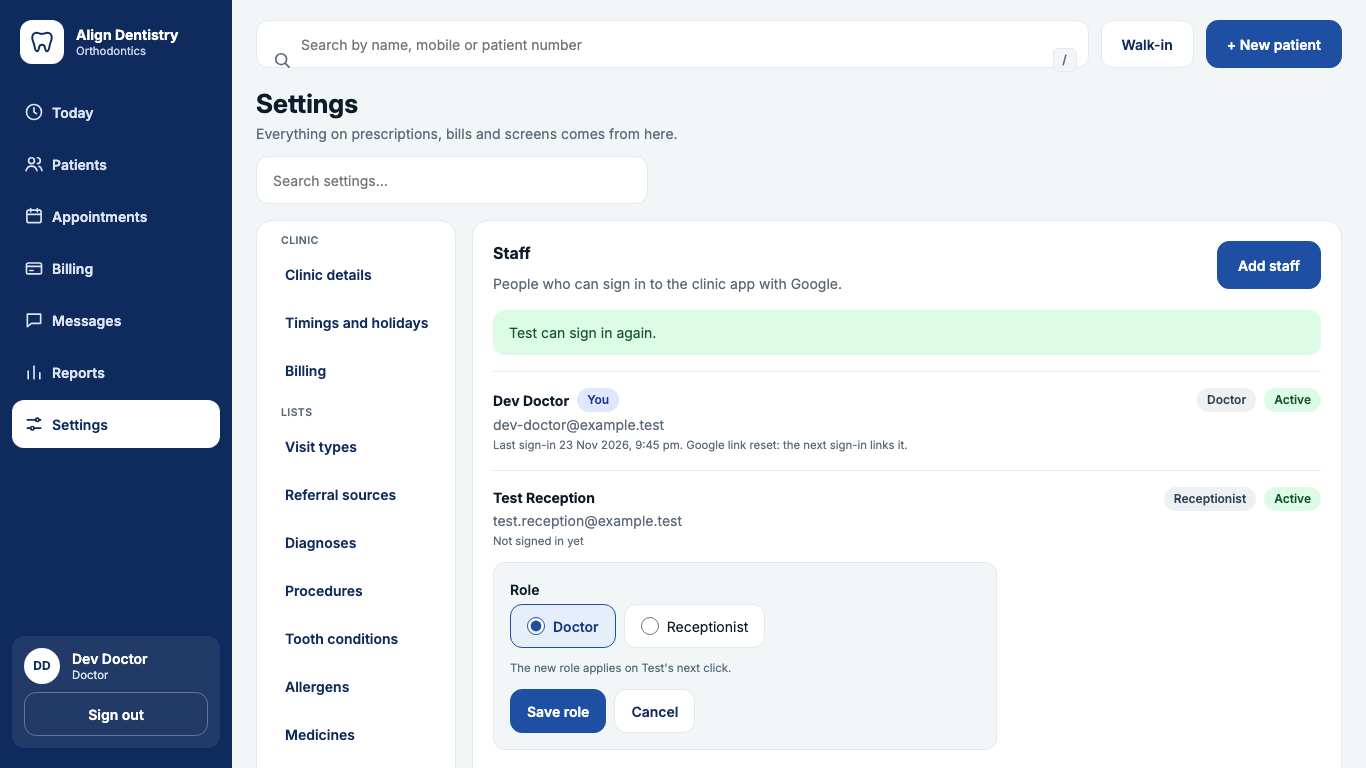 Align Dentistry
Orthodontics
Today
Patients
Appointments
Billing
Messages
Reports
Settings
DD
Dev Doctor
Doctor
Sign out
Search by name, mobile or patient number
/
Walk-in
+ New patient
Settings
Everything on prescriptions, bills and screens comes from here.
Search settings...
CLINIC
Clinic details
Timings and holidays
Billing
LISTS
Visit types
Referral sources
Diagnoses
Procedures
Tooth conditions
Allergens
Medicines
Staff
Add staff
People who can sign in to the clinic app with Google.
Test can sign in again.
Dev Doctor You Doctor Active
dev-doctor@example.test
Last sign-in 23 Nov 2026, 9:45 pm. Google link reset: the next sign-in links it.
Test Reception Receptionist Active
test.reception@example.test
Not signed in yet
Role
Doctor Receptionist
The new role applies on Test's next click.
Save role Cancel